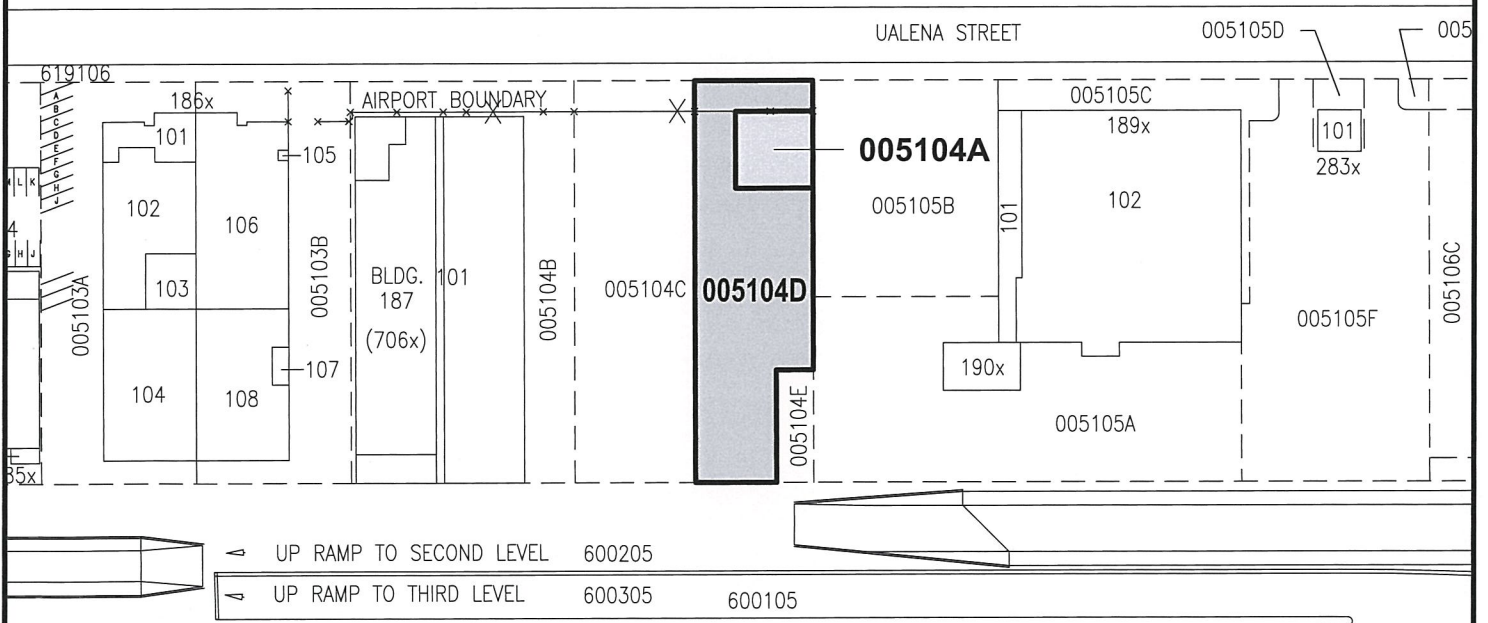 UALENA STREET
005105D
005
619106
A
B
C
D
E
F
G
H
J
186x
AIRPORT BOUNDARY
005105C
101
105
189x
101
283x
005104A
L K
102
106
005105B
101
102
4
H J
005103A
103
005103B
BLDG.
187
(706x)
101
005104B
005104C
005104D
005105F
005106C
104
108
107
190x
005104E
005105A
35x
UP RAMP TO SECOND LEVEL 600205
UP RAMP TO THIRD LEVEL 600305
600105